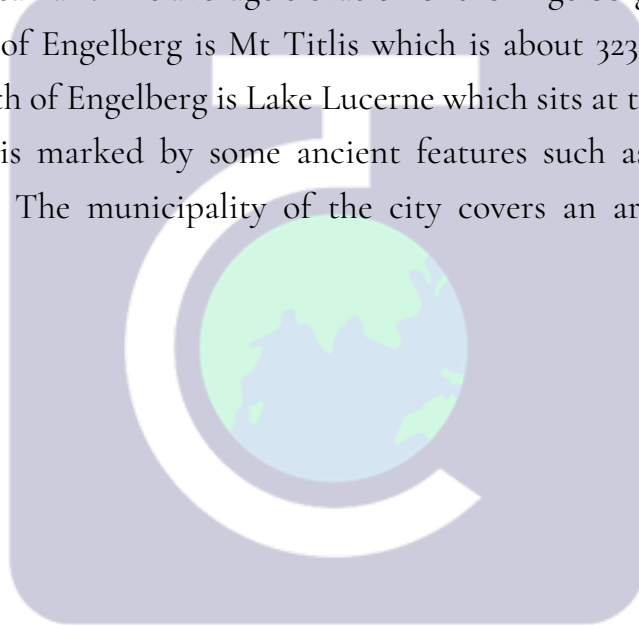 of Engelberg is Mt Titlis which is about 323
of Engelberg is Lake Lucerne which sits at
is marked by some ancient features such
The municipality of the city covers an